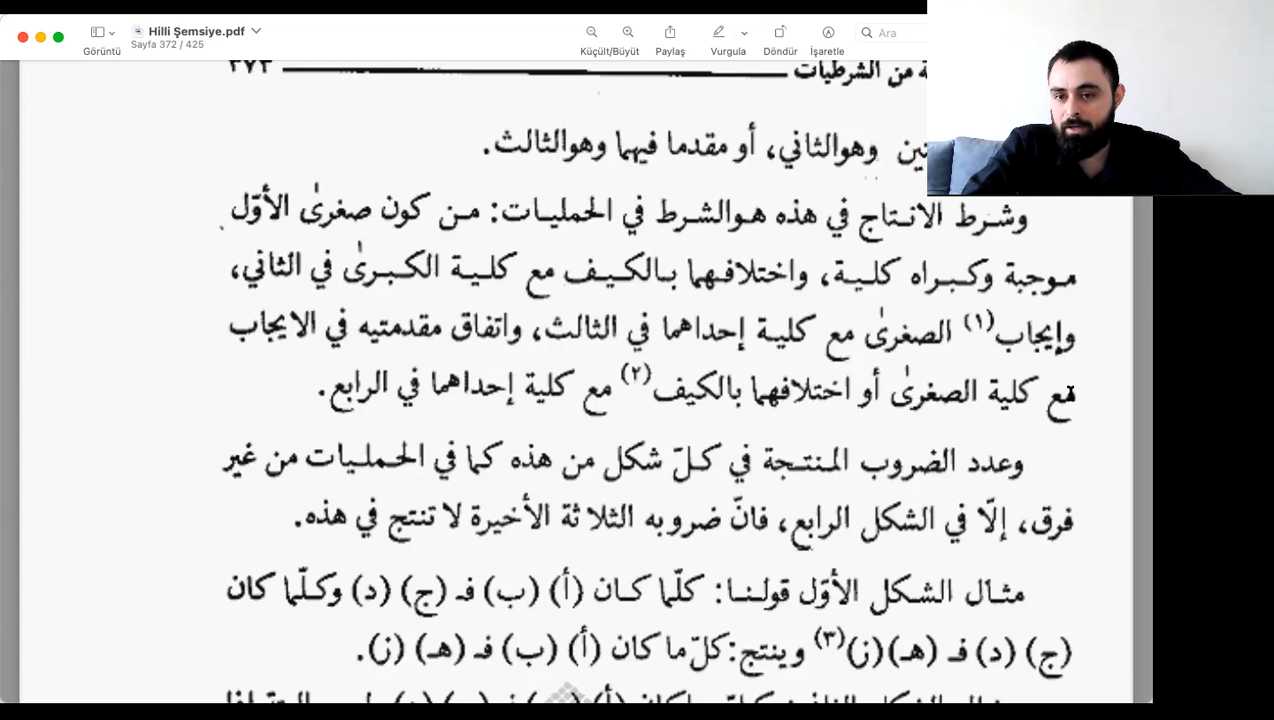 Hilli Şemsiye.pdf
Sayfa 372 / 425
Görüntü
Küçült/Büyüt
Paylaş
Vurgula
Döndür
İşaretle
Ara
ة من الشرطيات ٣٧٣
نين وهوالثاني، أو مقدما فيهما وهوالثالث.
وشرط الانتاج في هذه هوالشرط في الحمليات: من كون صغرىٰ الأوّل
موجبة وكبراه كلية، واختلافهما بالكيف مع كلية الكبرىٰ في الثاني،
وإيجاب(١) الصغرىٰ مع كلية إحداهما في الثالث، واتفاق مقدمتيه في الايجاب
مع كلية الصغرىٰ أو اختلافهما بالكيف(٢) مع كلية إحداهما في الرابع.
وعدد الضروب المنتجة في كلّ شكل من هذه كما في الحمليات من غير
فرق، إلّا في الشكل الرابع، فانّ ضروبه الثلاثة الأخيرة لا تنتج في هذه.
مثال الشكل الأوّل قولنا: كلّما كان (أ) (ب) فـ (ج) (د) وكلّما كان
(ج) (د) فـ (هـ) (ز)(٣) وينتج: كلّ ما كان (أ) (ب) فـ (هـ) (ز).